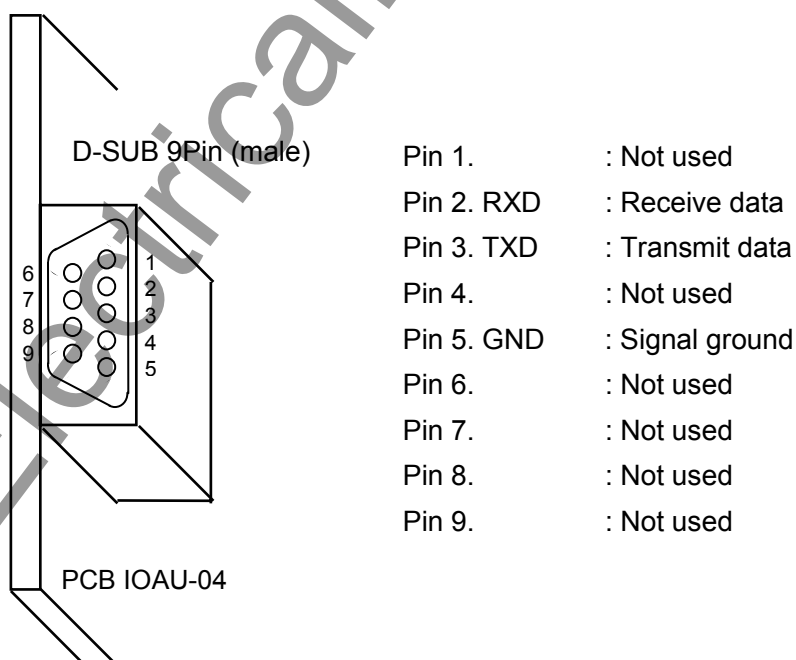 D-SUB 9Pin (male)
6
7
8
9
1
2
3
4
5
PCB IOAU-04
Pin 1. : Not used
Pin 2. RXD : Receive data
Pin 3. TXD : Transmit data
Pin 4. : Not used
Pin 5. GND : Signal ground
Pin 6. : Not used
Pin 7. : Not used
Pin 8. : Not used
Pin 9. : Not used
Electrical